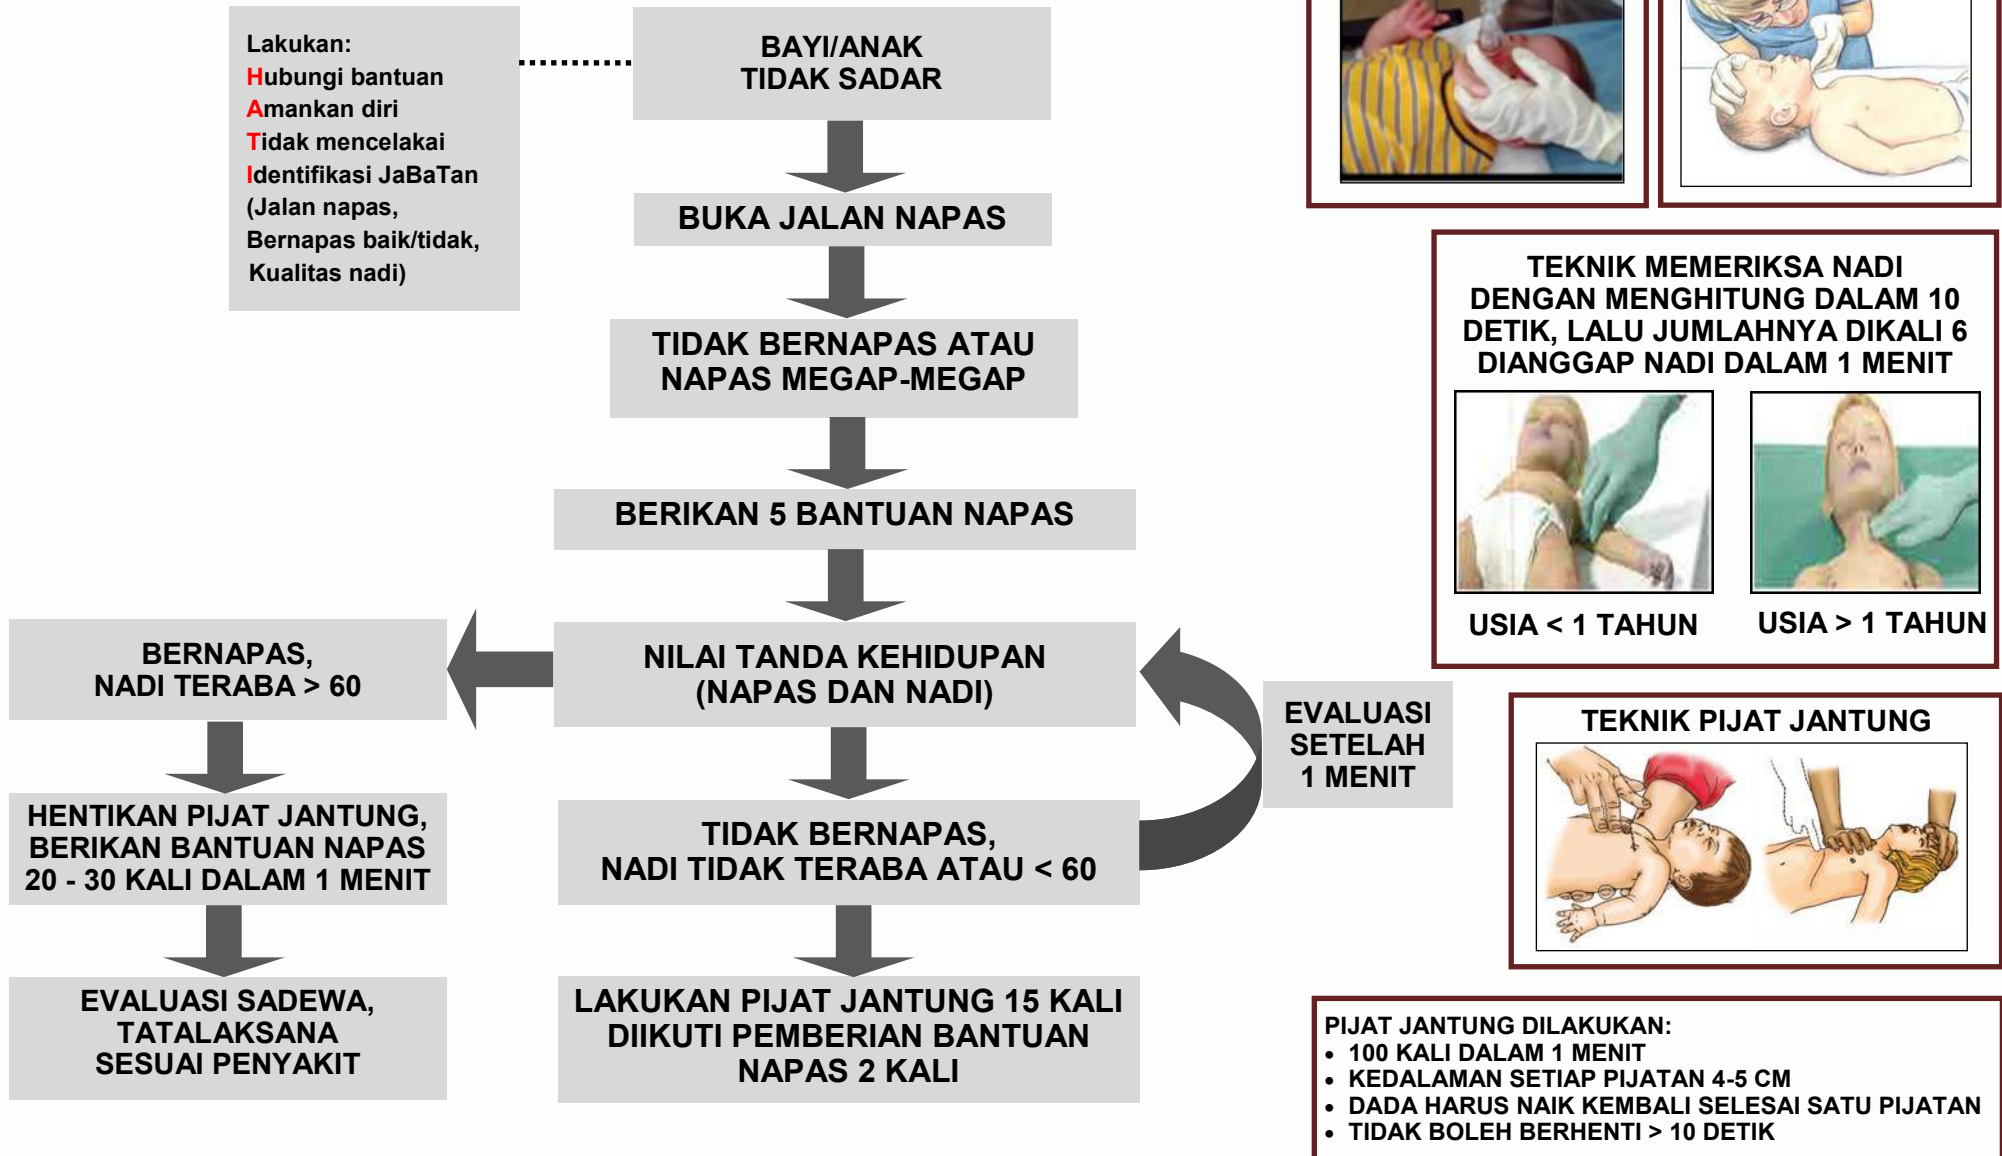 Lakukan:
Hubungi bantuan
Amankan diri
Tidak mencelakai
Identifikasi JaBaTan
(Jalan napas,
Bernapas baik/tidak,
Kualitas nadi)
BAYI/ANAK
TIDAK SADAR
BUKA JALAN NAPAS
TIDAK BERNAPAS ATAU
NAPAS MEGAP-MEGAP
BERIKAN 5 BANTUAN NAPAS
NILAI TANDA KEHIDUPAN
(NAPAS DAN NADI)
BERNAPAS,
NADI TERABA > 60
HENTIKAN PIJAT JANTUNG,
BERIKAN BANTUAN NAPAS
20 - 30 KALI DALAM 1 MENIT
EVALUASI SADEWA,
TATALAKSANA
SESUAI PENYAKIT
TIDAK BERNAPAS,
NADI TIDAK TERABA ATAU < 60
EVALUASI
SETELAH
1 MENIT
LAKUKAN PIJAT JANTUNG 15 KALI
DIIKUTI PEMBERIAN BANTUAN
NAPAS 2 KALI
TEKNIK MEMERIKSA NADI
DENGAN MENGHITUNG DALAM 10
DETIK, LALU JUMLAHNYA DIKALI 6
DIANGGAP NADI DALAM 1 MENIT
USIA < 1 TAHUN
USIA > 1 TAHUN
TEKNIK PIJAT JANTUNG
PIJAT JANTUNG DILAKUKAN:
• 100 KALI DALAM 1 MENIT
• KEDALAMAN SETIAP PIJATAN 4-5 CM
• DADA HARUS NAIK KEMBALI SELESAI SATU PIJATAN
• TIDAK BOLEH BERHENTI > 10 DETIK